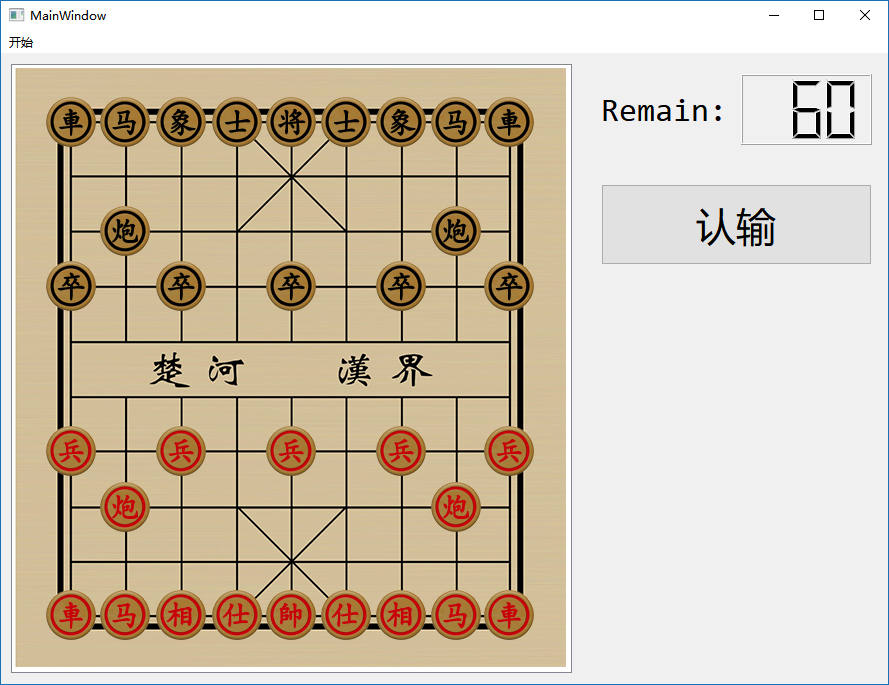 MainWindow
开始
Remain: 60
认输
車 马 象 士 将 士 象 马 車
炮 炮
卒 卒 卒 卒 卒
楚河 漢界
兵 兵 兵 兵 兵
炮 炮
車 马 相 仕 帥 仕 相 马 車